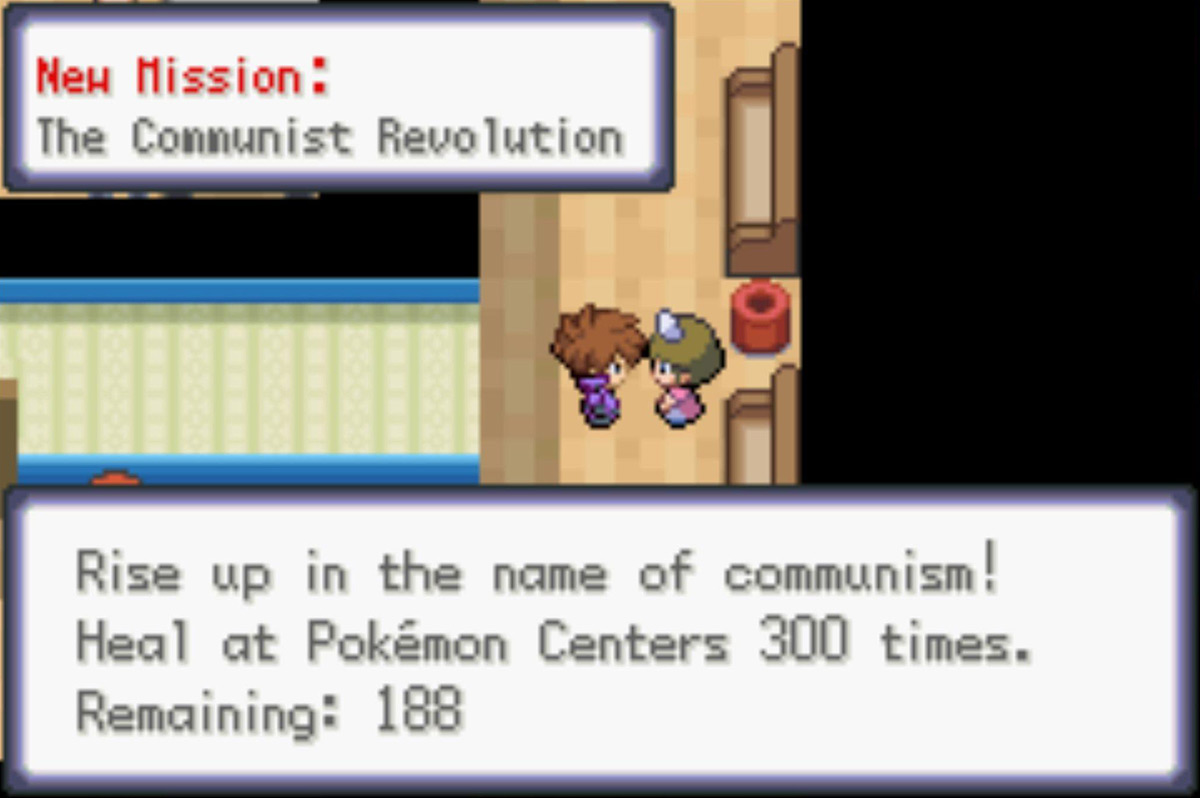 New Mission:
The Communist Revolution
Rise up in the name of communism!
Heal at Pokémon Centers 300 times.
Remaining: 188